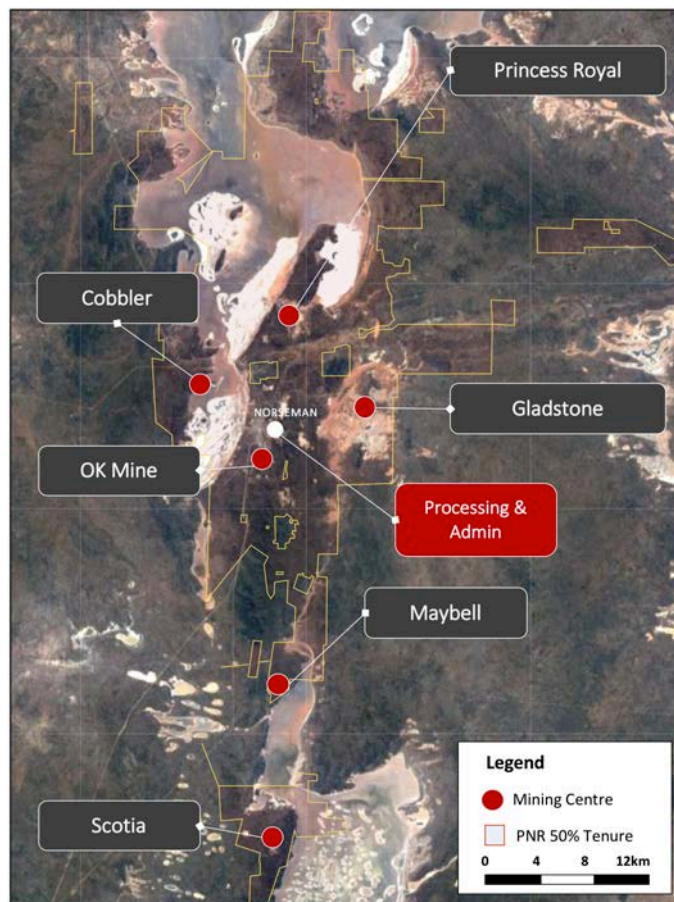 Princess Royal
Cobbler
NORSEMAN
Gladstone
OK Mine
Processing &
Admin
Maybell
Scotia
Legend
Mining Centre
PNR 50% Tenure
0 4 8 12km